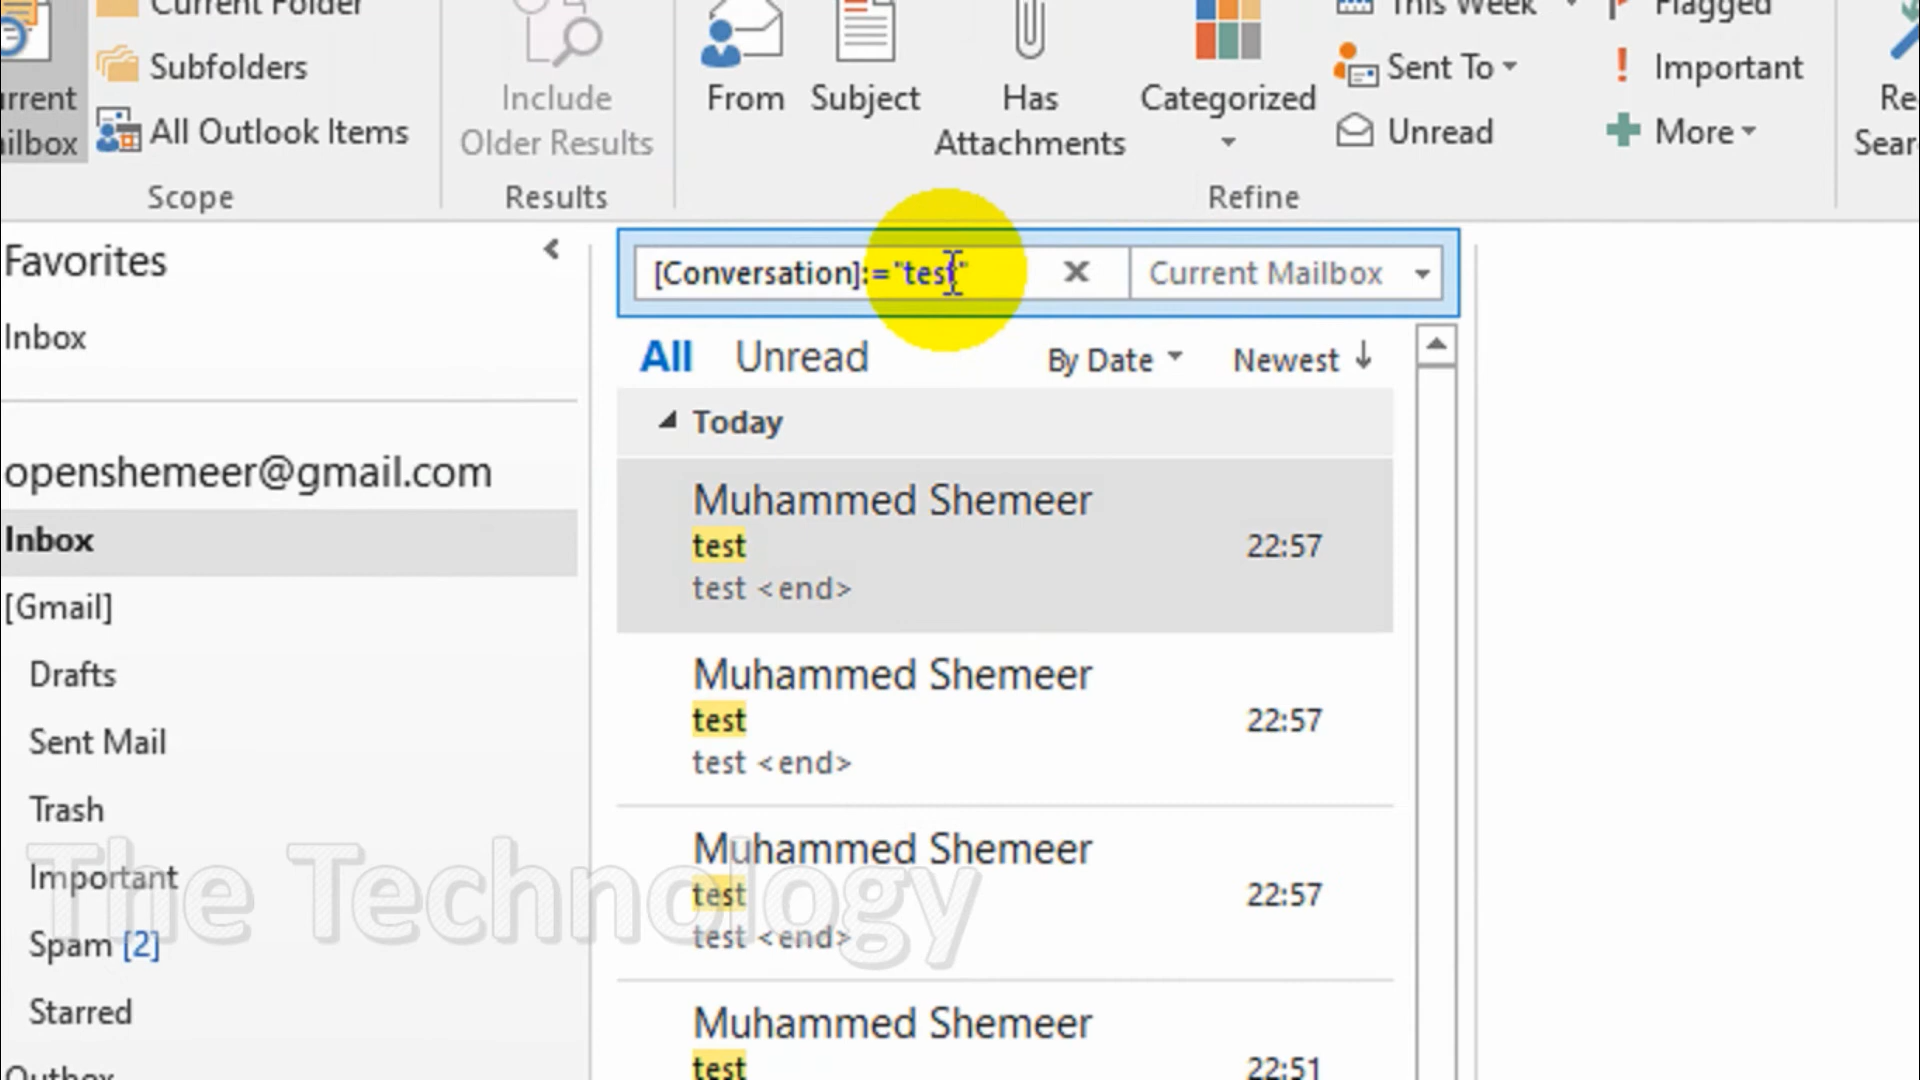 Current Folder
Subfolders
All Outlook Items
Scope
Include
Older Results
Results
From
Subject
Has
Attachments
Categorized
This Week
Sent To
Unread
Flagged
Important
More
Refine
Favorites
Inbox
openshemeer@gmail.com
Inbox
[Gmail]
Drafts
Sent Mail
Trash
Important
Spam [2]
Starred
Outbox
[Conversation]:="test"
Current Mailbox
All Unread By Date Newest
Today
Muhammed Shemeer
test 22:57
test <end>
Muhammed Shemeer
test 22:57
test <end>
Muhammed Shemeer
test 22:57
test <end>
Muhammed Shemeer
test 22:51
The Technology